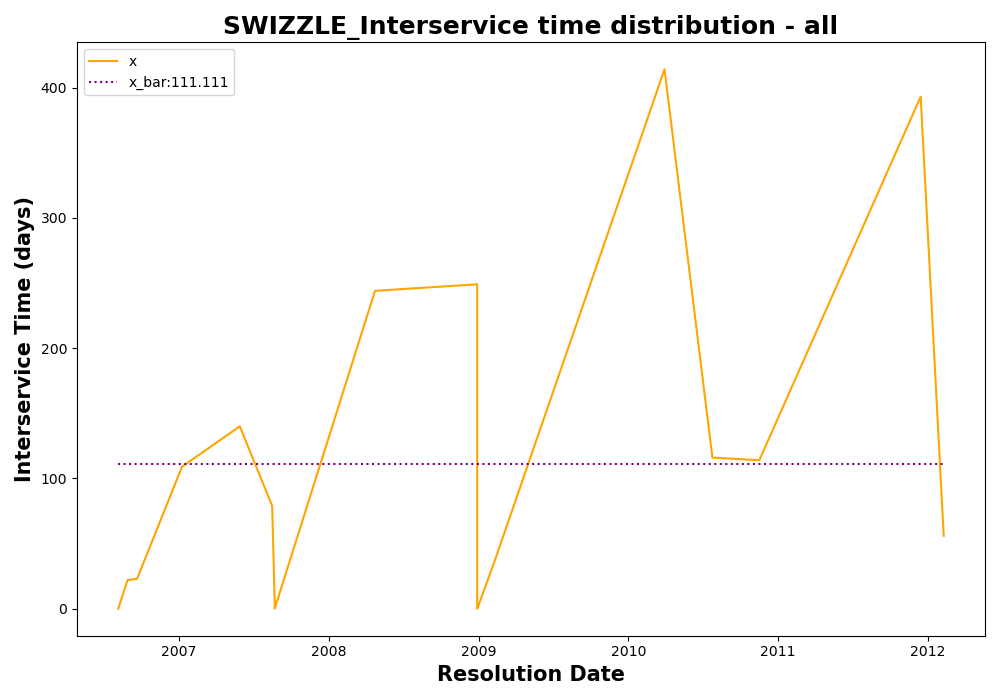 SWIZZLE_Interservice time distribution - all
x
x_bar:111.111
Interservice Time (days)
400
300
200
100
0
2007 2008 2009 2010 2011 2012
Resolution Date